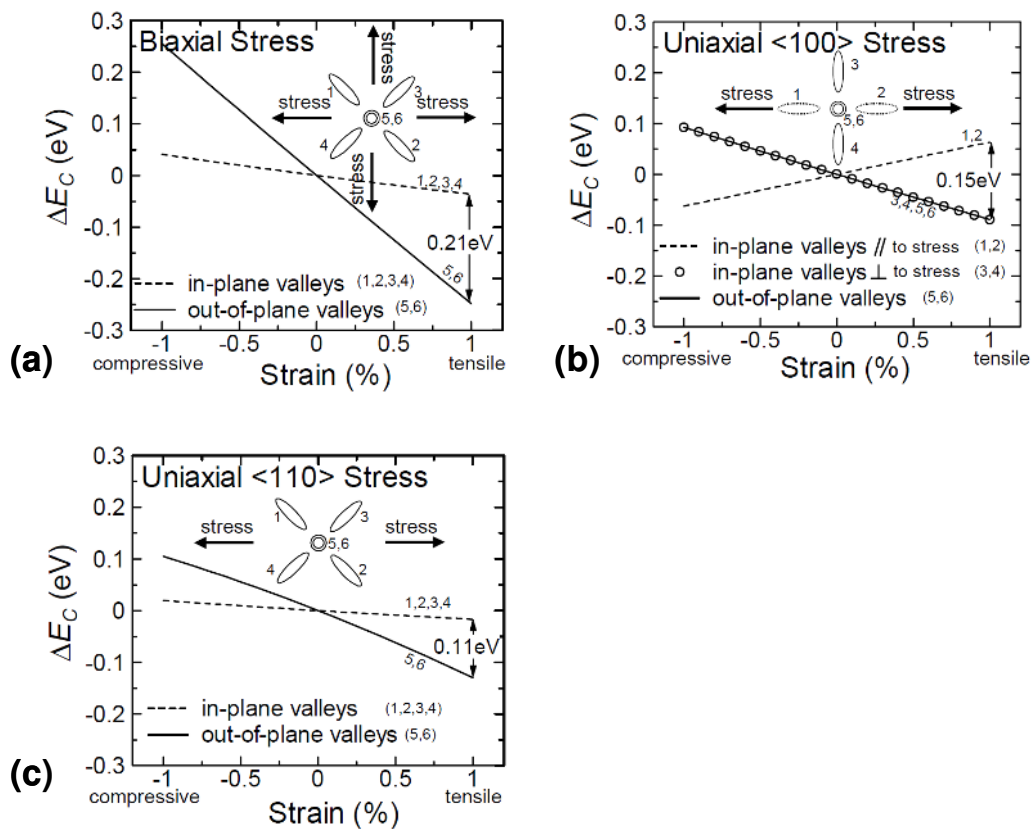 Biaxial Stress
0.3
0.2
0.1
0
-0.1
-0.2
-0.3
ΔE_C (eV)
stress
stress
stress
stress
1
3
5,6
4
2
1,2,3,4
0.21eV
5,6
in-plane valleys (1,2,3,4)
out-of-plane valleys (5,6)
-1 -0.5 0 0.5 1
compressive
tensile
Strain (%)
(a)
Uniaxial <100> Stress
0.3
0.2
0.1
0
-0.1
-0.2
-0.3
ΔE_C (eV)
3
1
2
stress
stress
5,6
4
1,2
0.15eV
3,4,5,6
in-plane valleys // to stress (1,2)
in-plane valleys ⊥ to stress (3,4)
out-of-plane valleys (5,6)
-1 -0.5 0 0.5 1
compressive
tensile
Strain (%)
(b)
Uniaxial <110> Stress
0.3
0.2
0.1
0
-0.1
-0.2
-0.3
ΔE_C (eV)
stress
stress
1
3
5,6
4
2
1,2,3,4
0.11eV
5,6
in-plane valleys (1,2,3,4)
out-of-plane valleys (5,6)
-1 -0.5 0 0.5 1
compressive
tensile
Strain (%)
(c)